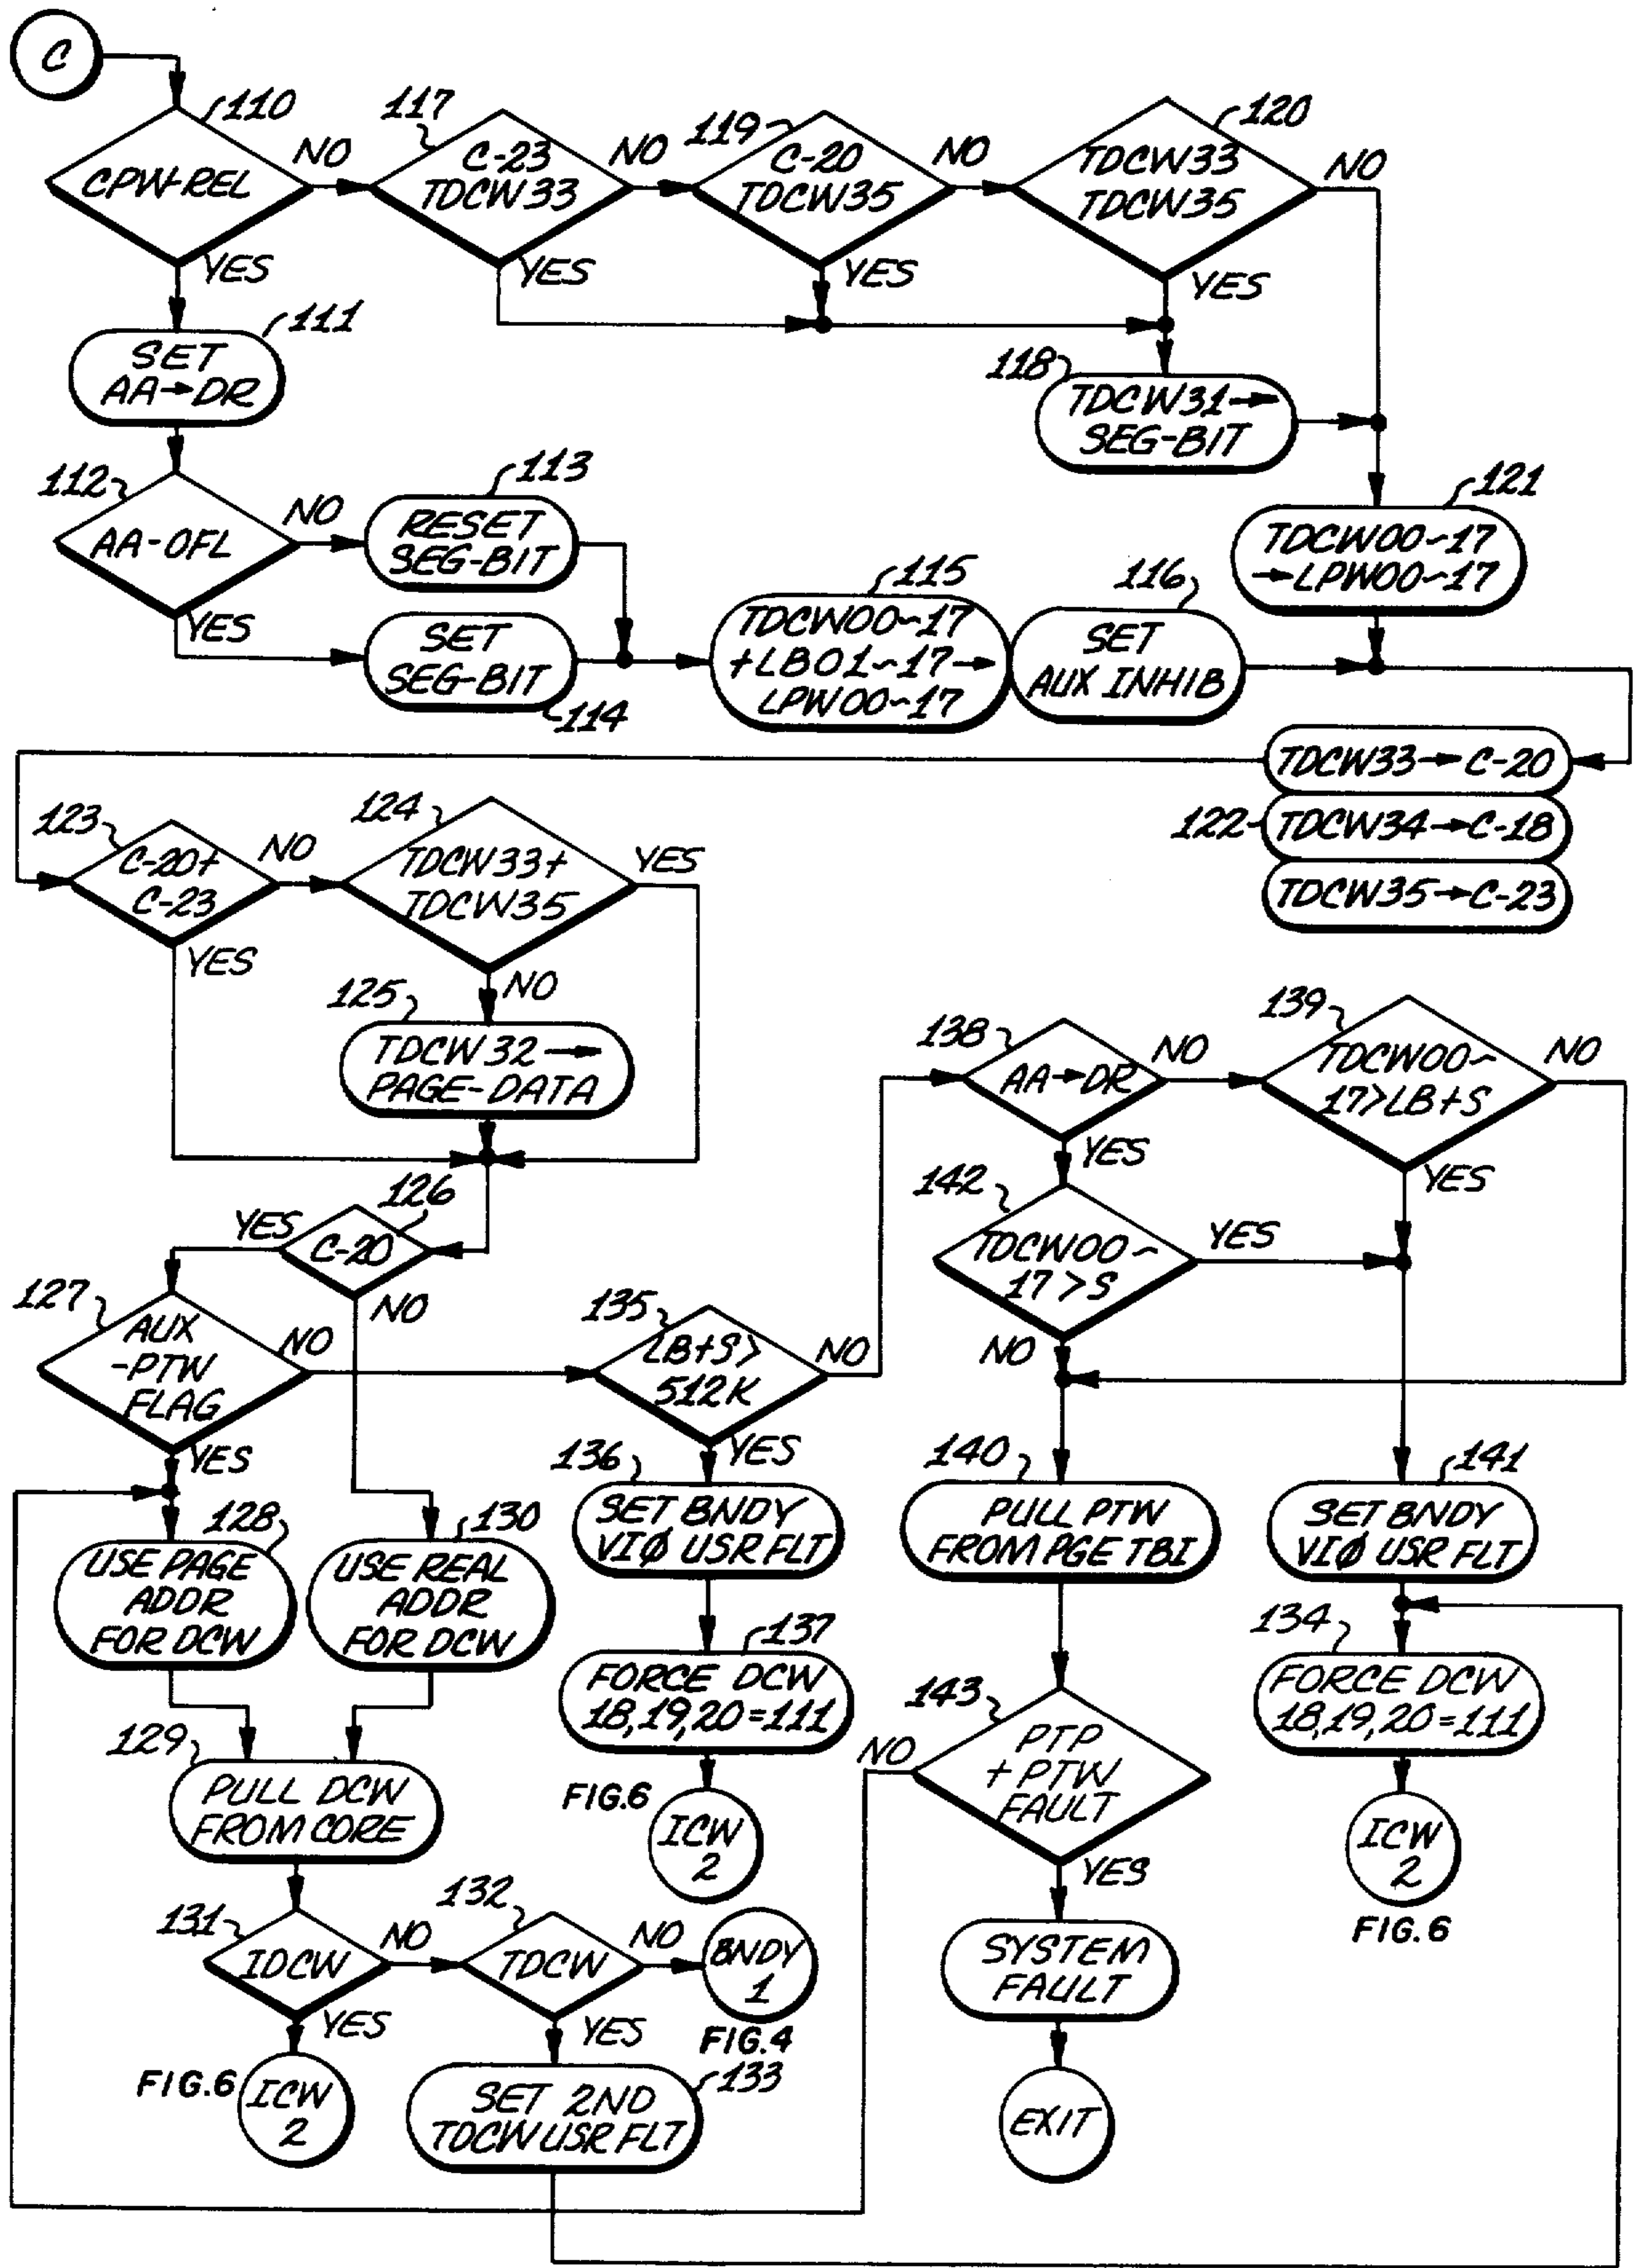 C
110
CPW-REL
NO
YES
117
C-23
TDCW33
NO
YES
119
C-20
TDCW35
NO
YES
120
TDCW33
TDCW35
NO
YES
111
SET
AA→DR
118
TDCW31→
SEG-BIT
112
AA-OFL
NO
YES
113
RESET
SEG-BIT
SET
SEG-BIT
114
115
TDCW00~17
+LB01~17→
LPW00~17
116
SET
AUX INHIB
121
TDCW00~17
→LPW00~17
TDCW33→C-20
122
TDCW34→C-18
TDCW35→C-23
123
C-20+
C-23
NO
YES
124
TDCW33+
TDCW35
YES
NO
125
TDCW32→
PAGE-DATA
126
YES
C-20
NO
127
AUX
-PTW
FLAG
NO
YES
135
LB+S>
512K
NO
YES
138
AA→DR
NO
YES
139
TDCW00~
17>LB+S
NO
YES
142
TDCW00~
17>S
YES
NO
128
USE PAGE
ADDR
FOR DCW
130
USE REAL
ADDR
FOR DCW
136
SET BNDY
VIØ USR FLT
140
PULL PTW
FROM PGE TBI
141
SET BNDY
VIØ USR FLT
137
FORCE DCW
18,19,20=111
134
FORCE DCW
18,19,20=111
129
PULL DCW
FROM CORE
FIG.6
ICW
2
143
PTP
+PTW
FAULT
NO
YES
ICW
2
FIG.6
131
IDCW
NO
YES
132
TDCW
NO
YES
BNDY
1
FIG.4
SYSTEM
FAULT
FIG.6
ICW
2
133
SET 2ND
TDCW USR FLT
EXIT